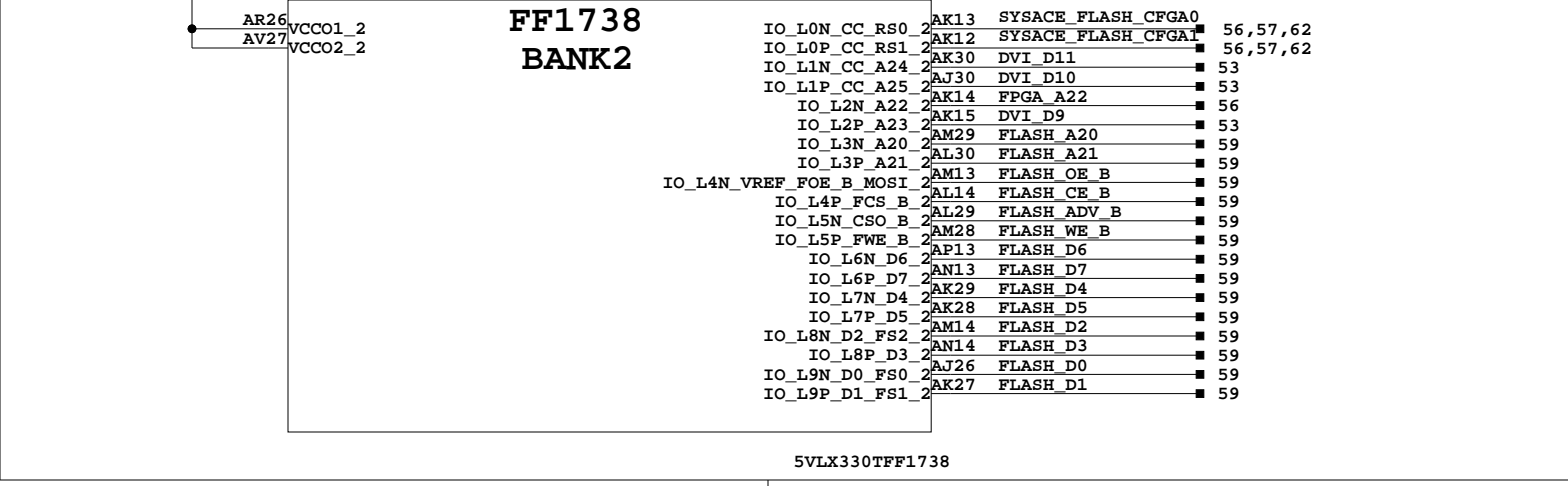 AR26 VCCO1_2
AV27 VCCO2_2
FF1738
BANK2
IO_L0N_CC_RS0_2 AK13 SYSACE_FLASH_CFGA0 56,57,62
IO_L0P_CC_RS1_2 AK12 SYSACE_FLASH_CFGA1 56,57,62
IO_L1N_CC_A24_2 AK30 DVI_D11 53
IO_L1P_CC_A25_2 AJ30 DVI_D10 53
IO_L2N_A22_2 AK14 FPGA_A22 56
IO_L2P_A23_2 AK15 DVI_D9 53
IO_L3N_A20_2 AM29 FLASH_A20 59
IO_L3P_A21_2 AL30 FLASH_A21 59
IO_L4N_VREF_FOE_B_MOSI_2 AM13 FLASH_OE_B 59
IO_L4P_FCS_B_2 AL14 FLASH_CE_B 59
IO_L5N_CSO_B_2 AL29 FLASH_ADV_B 59
IO_L5P_FWE_B_2 AM28 FLASH_WE_B 59
IO_L6N_D6_2 AP13 FLASH_D6 59
IO_L6P_D7_2 AN13 FLASH_D7 59
IO_L7N_D4_2 AK29 FLASH_D4 59
IO_L7P_D5_2 AK28 FLASH_D5 59
IO_L8N_D2_FS2_2 AM14 FLASH_D2 59
IO_L8P_D3_2 AN14 FLASH_D3 59
IO_L9N_D0_FS0_2 AJ26 FLASH_D0 59
IO_L9P_D1_FS1_2 AK27 FLASH_D1 59
5VLX330TFF1738